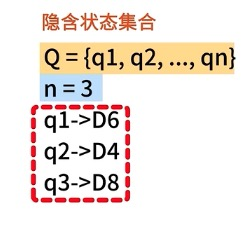 隐含状态集合
Q = {q1, q2, ..., qn}
n = 3
q1->D6
q2->D4
q3->D8